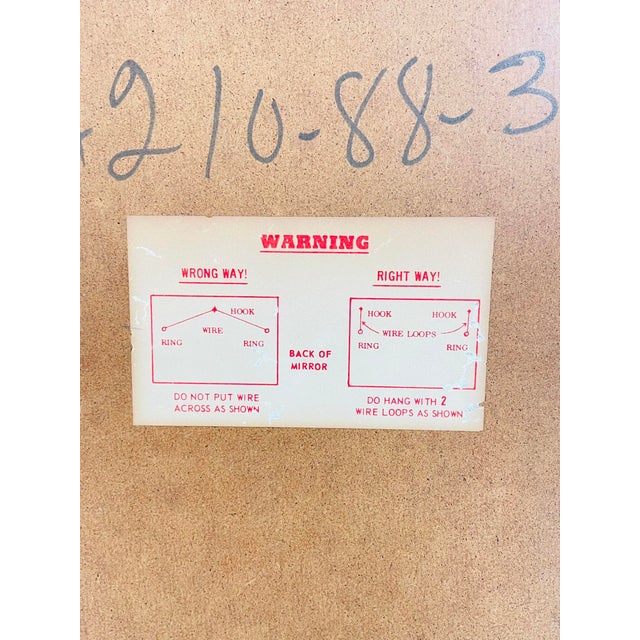 -210-88-3
WARNING
WRONG WAY!
HOOK
WIRE
RING RING
BACK OF
MIRROR
DO NOT PUT WIRE
ACROSS AS SHOWN
RIGHT WAY!
HOOK HOOK
WIRE LOOPS
RING RING
DO HANG WITH 2
WIRE LOOPS AS SHOWN